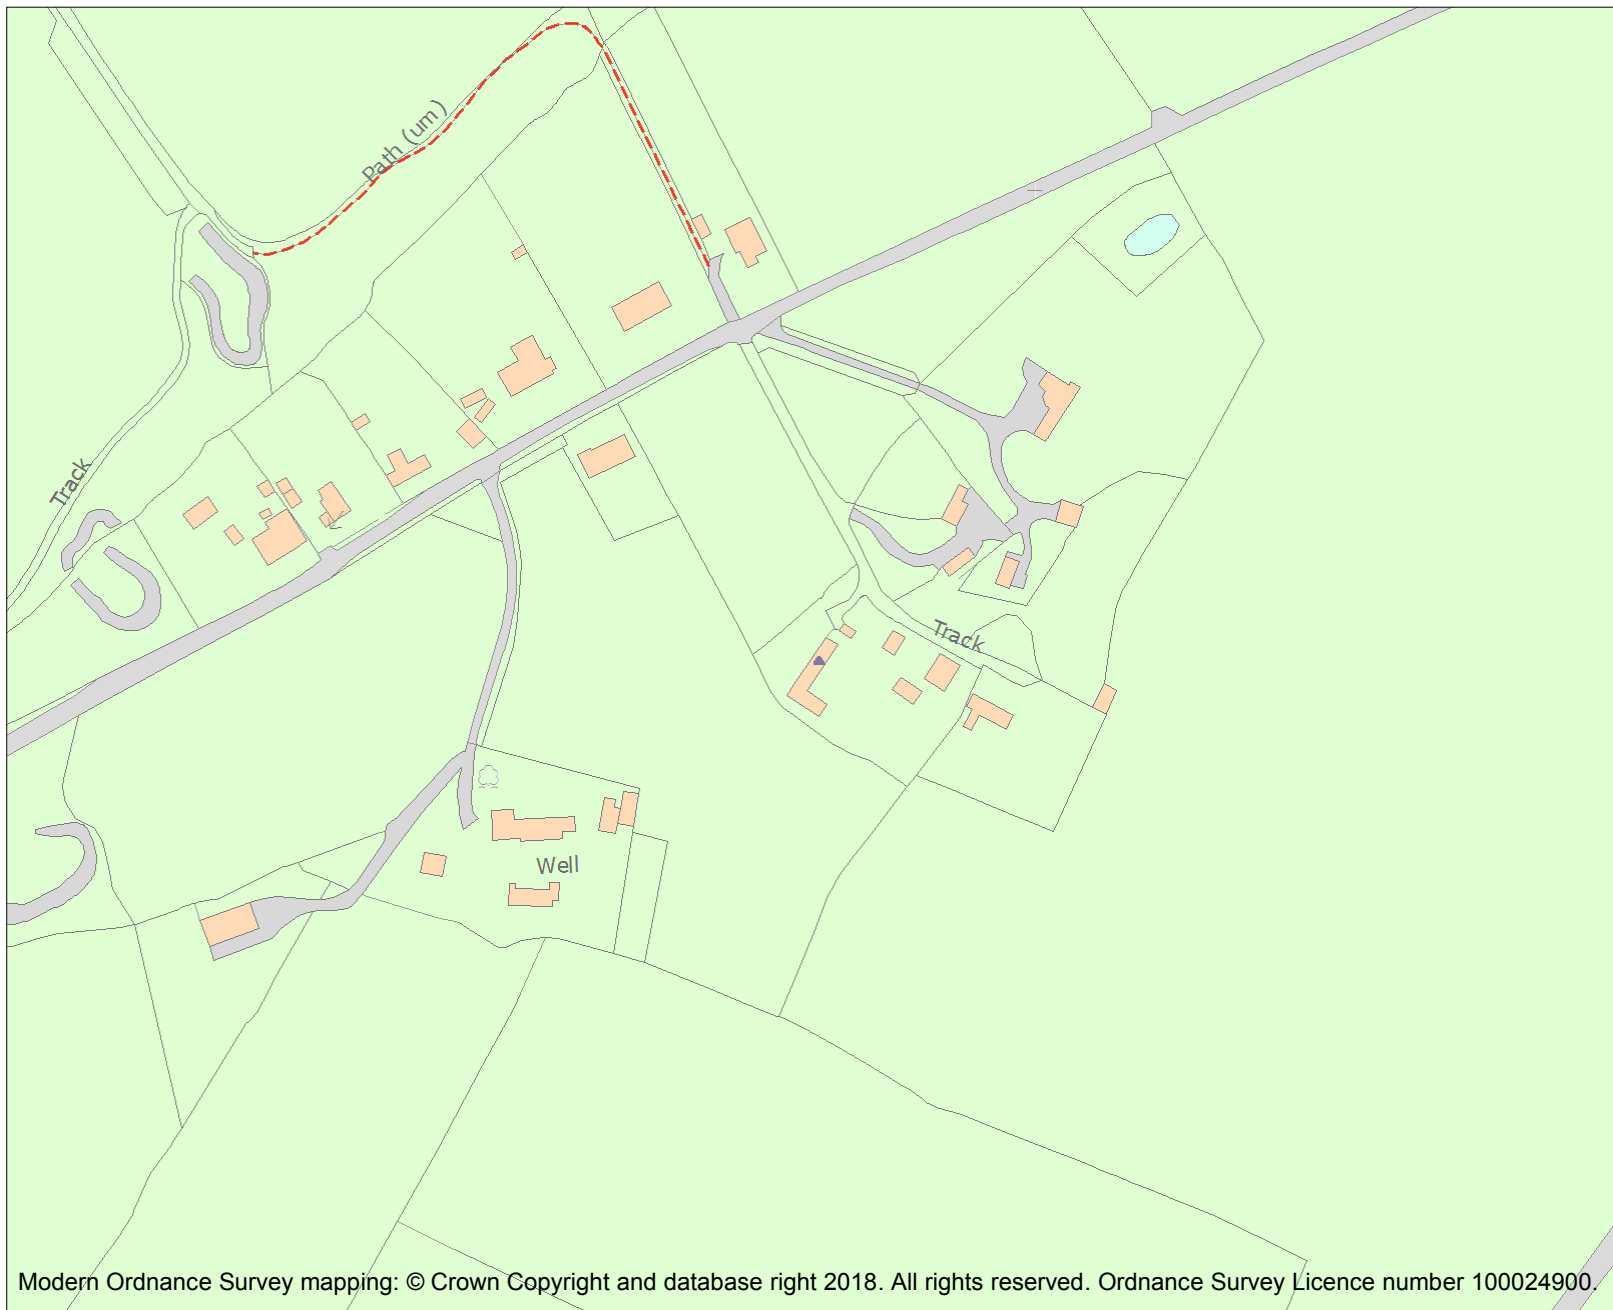 Path (um)
Track
Track
Well
Modern Ordnance Survey mapping: © Crown Copyright and database right 2018. All rights reserved. Ordnance Survey Licence number 100024900.